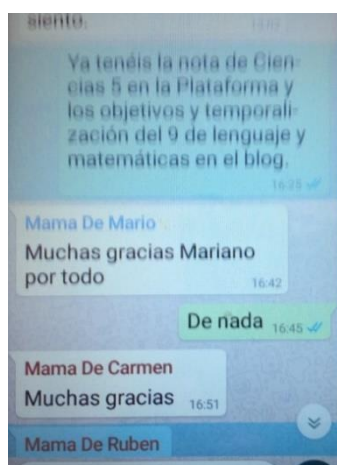 siento.
Ya tenéis la nota de Cien-
cias 5 en la Plataforma y
los objetivos y temporali-
zación del 9 de lenguaje y
matemáticas en el blog.
16:25
Mama De Mario
Muchas gracias Mariano
por todo
16:42
De nada 16:45
Mama De Carmen
Muchas gracias 16:51
Mama De Ruben